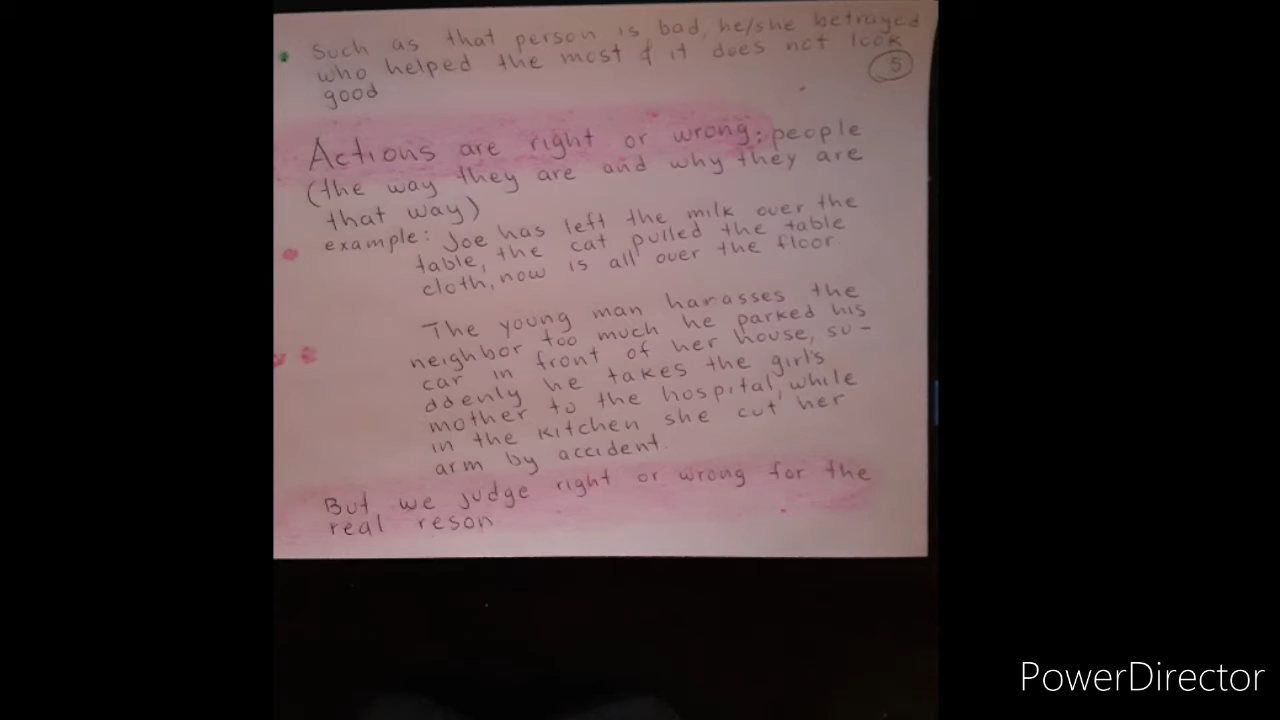 Such as that person is bad, he/she betrayed
who helped the most & it does not look
good
5
Actions are right or wrong; people
(the way they are and why they are
that way)
example: Joe has left the milk over the
table, the cat pulled the table
cloth, now is all over the floor.
The young man harasses the
neighbor too much he parked his
car in front of her house, su-
ddenly he takes the girl's
mother to the hospital, while
in the kitchen she cut her
arm by accident.
But we judge right or wrong for the
real reson
PowerDirector